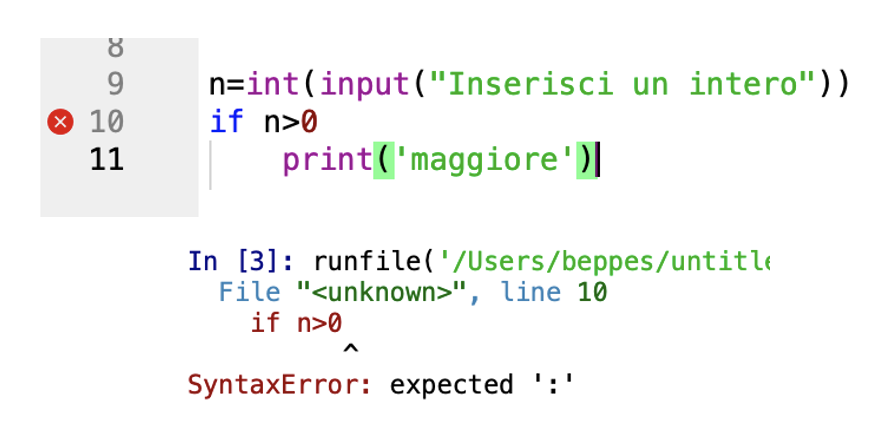 8
9 n=int(input("Inserisci un intero"))
10 if n>0
11 print('maggiore')
In [3]: runfile('/Users/beppes/untitle
File "<unknown>", line 10
if n>0
^
SyntaxError: expected ':'